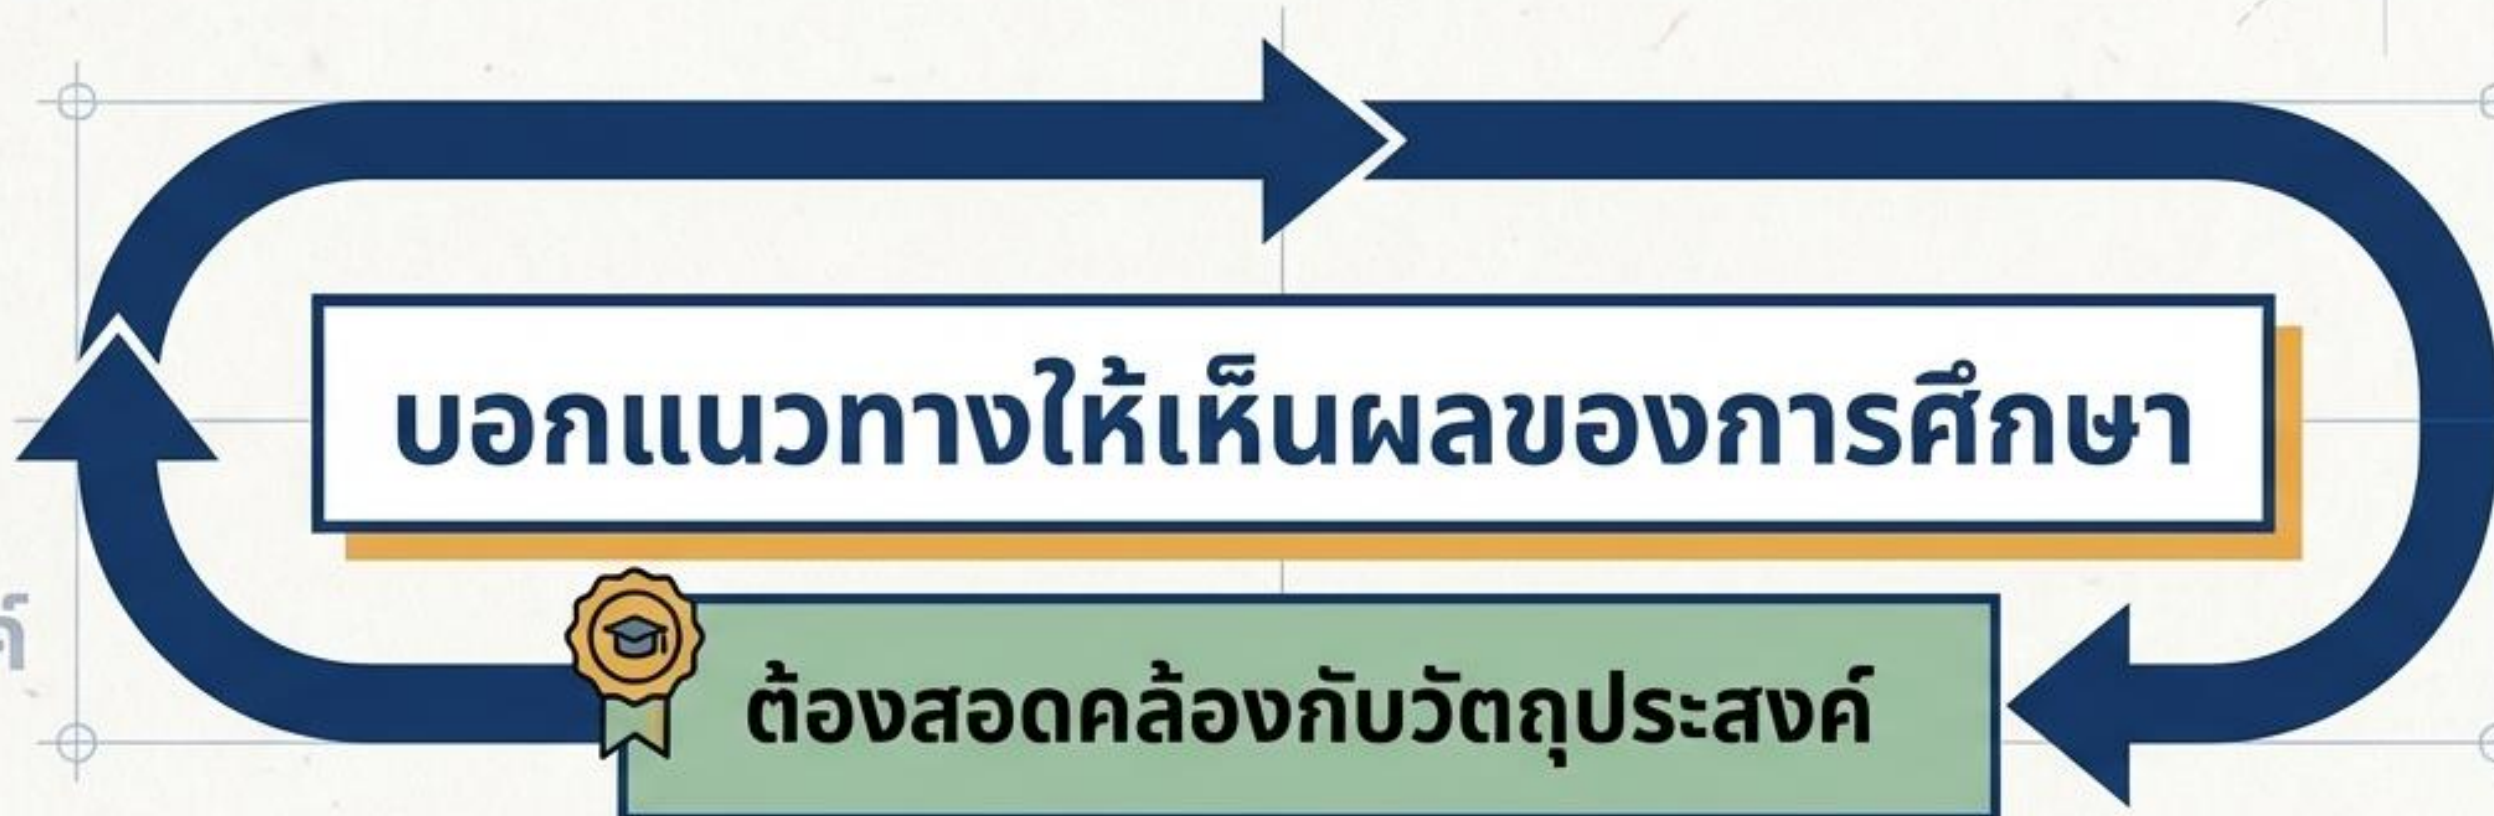 บอกแนวทางให้เห็นผลของการศึกษา
ต้องสอดคล้องกับวัตถุประสงค์